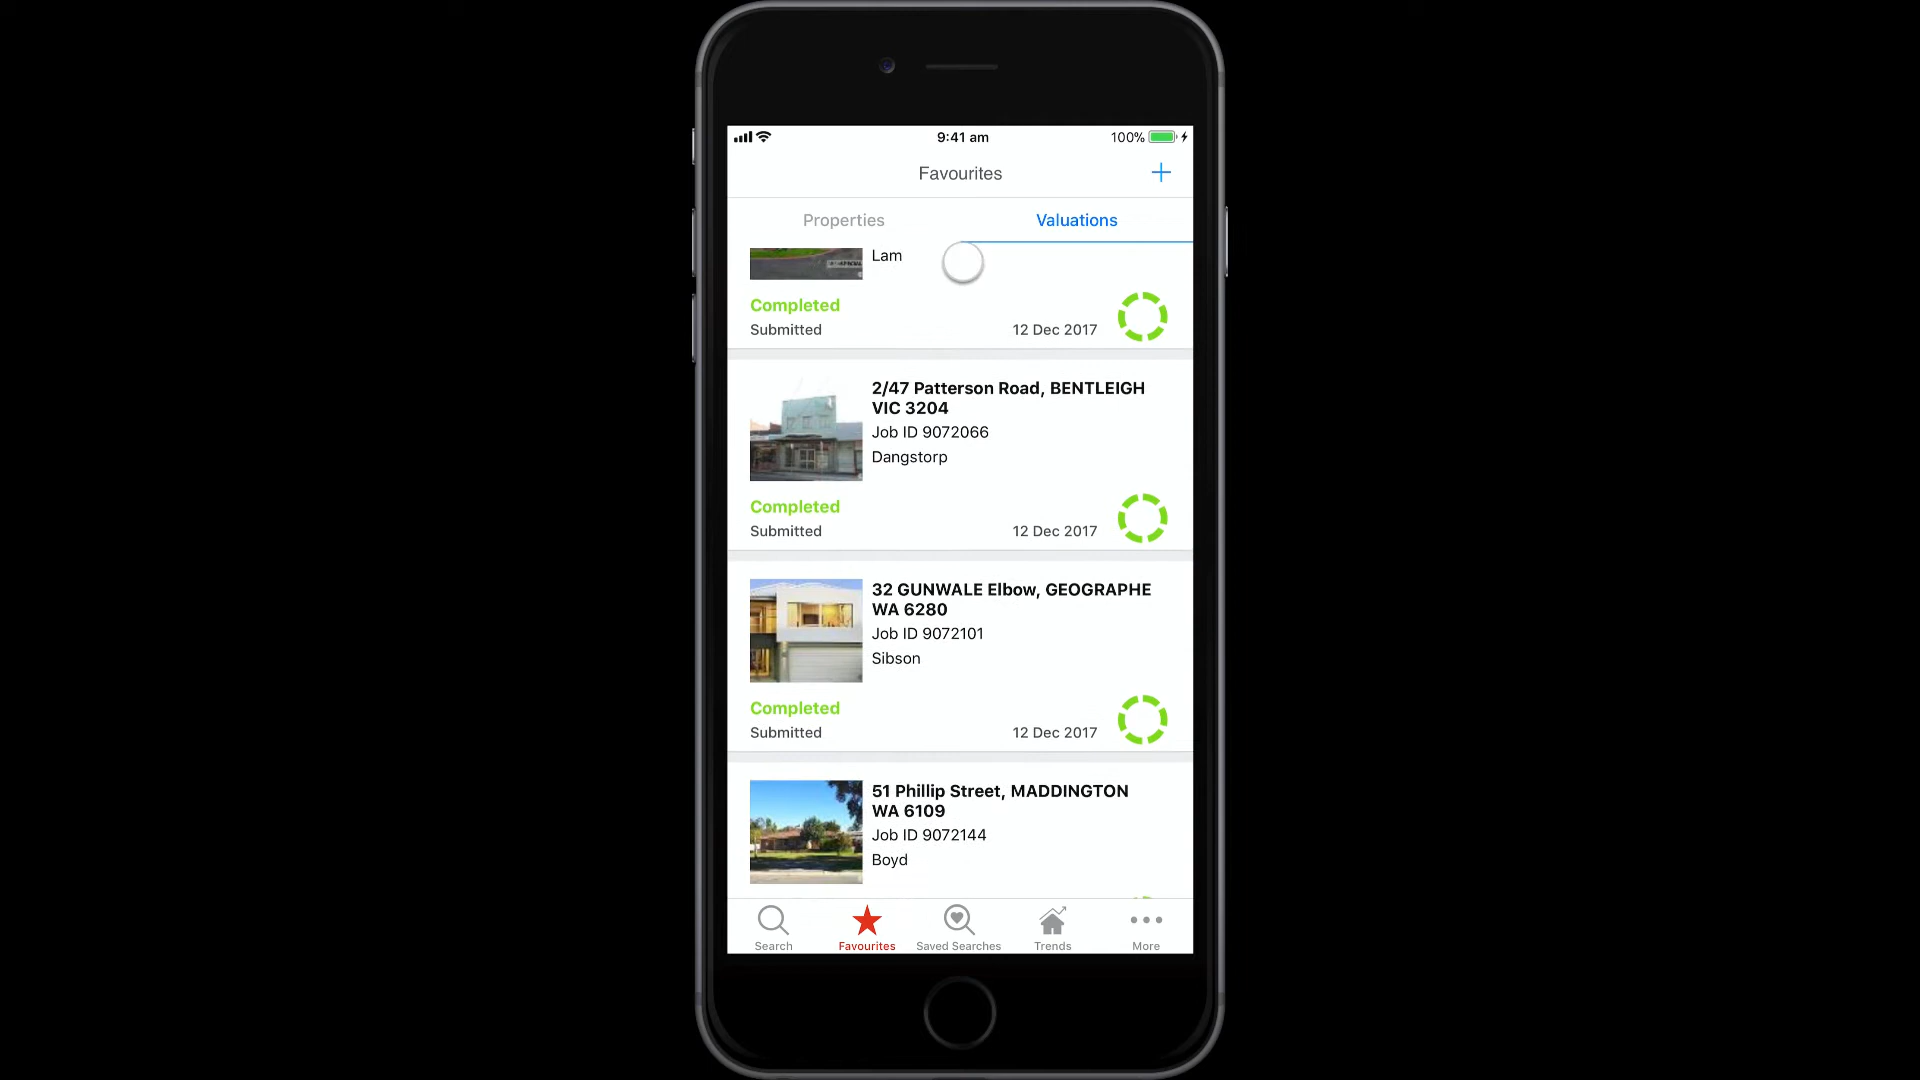 9:41 am
100%
Favourites
Properties
Valuations
Lam
Completed
Submitted
12 Dec 2017
2/47 Patterson Road, BENTLEIGH
VIC 3204
Job ID 9072066
Dangstorp
Completed
Submitted
12 Dec 2017
32 GUNWALE Elbow, GEOGRAPHE
WA 6280
Job ID 9072101
Sibson
Completed
Submitted
12 Dec 2017
51 Phillip Street, MADDINGTON
WA 6109
Job ID 9072144
Boyd
Search
Favourites
Saved Searches
Trends
More